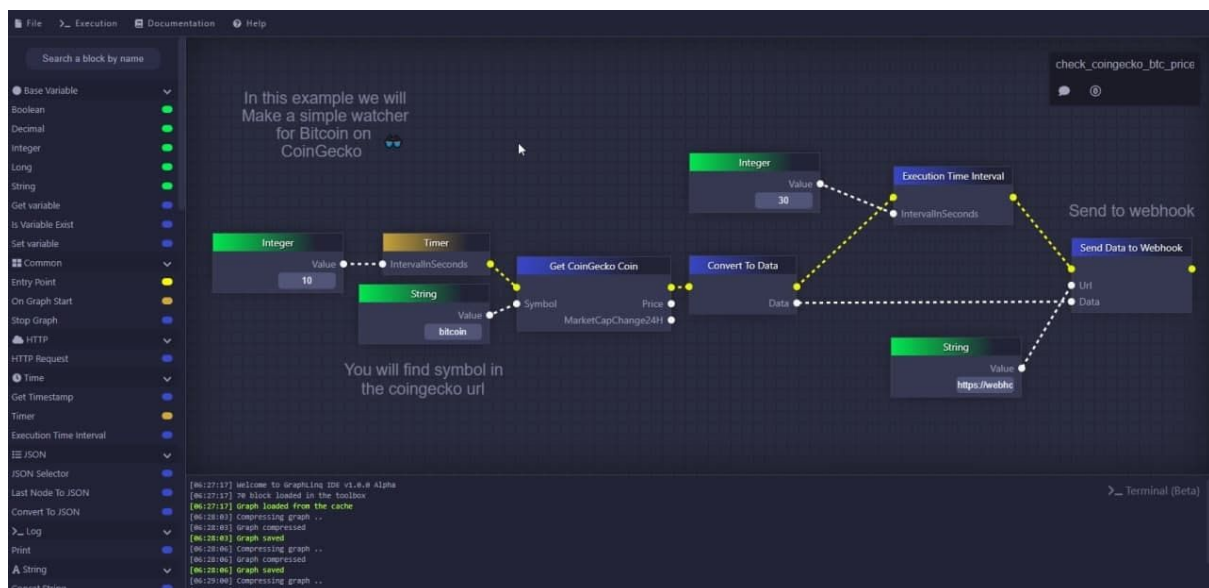 File >_ Execution Documentation Help
Search a block by name
Base Variable
Boolean
Decimal
Integer
Long
String
Get variable
Is Variable Exist
Set variable
Common
Entry Point
On Graph Start
Stop Graph
HTTP
HTTP Request
Time
Get Timestamp
Timer
Execution Time Interval
JSON
JSON Selector
Last Node To JSON
Convert To JSON
>_ Log
Print
A String
Concat String
In this example we will
Make a simple watcher
for Bitcoin on
CoinGecko
check_coingecko_btc_price
0
Integer
Value
30
Execution Time Interval
IntervalInSeconds
Send to webhook
Integer
Value
10
Timer
IntervalInSeconds
String
Value
bitcoin
You will find symbol in
the coingecko url
Get CoinGecko Coin
Symbol Price
MarketCapChange24H
Convert To Data
Data
Send Data to Webhook
Url
Data
String
Value
https://webhc
>_ Terminal (Beta)
[06:27:17] Welcome to GraphLinq IDE v1.0.0 Alpha
[06:27:17] 70 block loaded in the toolbox
[06:27:17] Graph loaded from the cache
[06:28:03] Compressing graph ..
[06:28:03] Graph compressed
[06:28:03] Graph saved
[06:28:06] Compressing graph ..
[06:28:06] Graph compressed
[06:28:06] Graph saved
[06:29:00] Compressing graph ..